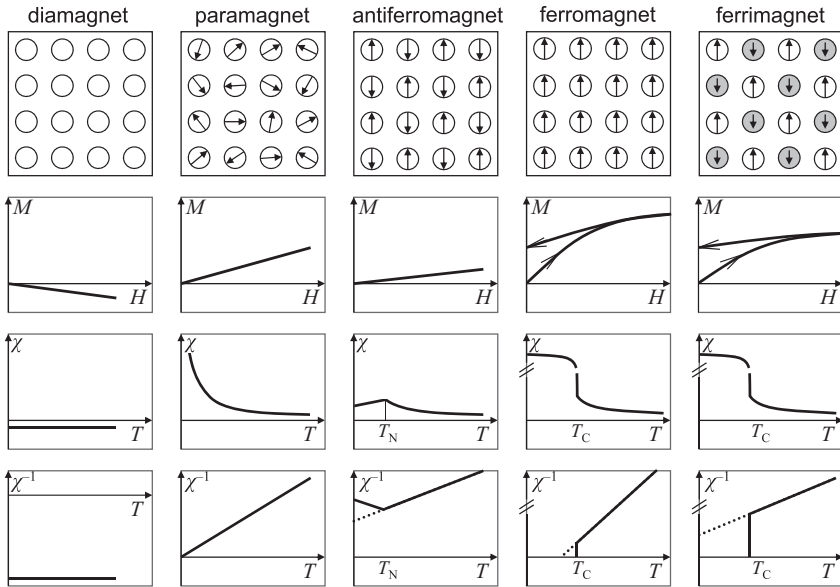 diamagnet paramagnet antiferromagnet ferromagnet ferrimagnet
M M M M M
H H H H H
χ χ χ χ χ
T T T_N T T_C T T_C T
χ⁻¹ χ⁻¹ χ⁻¹ χ⁻¹ χ⁻¹
T T T_N T T_C T T_C T